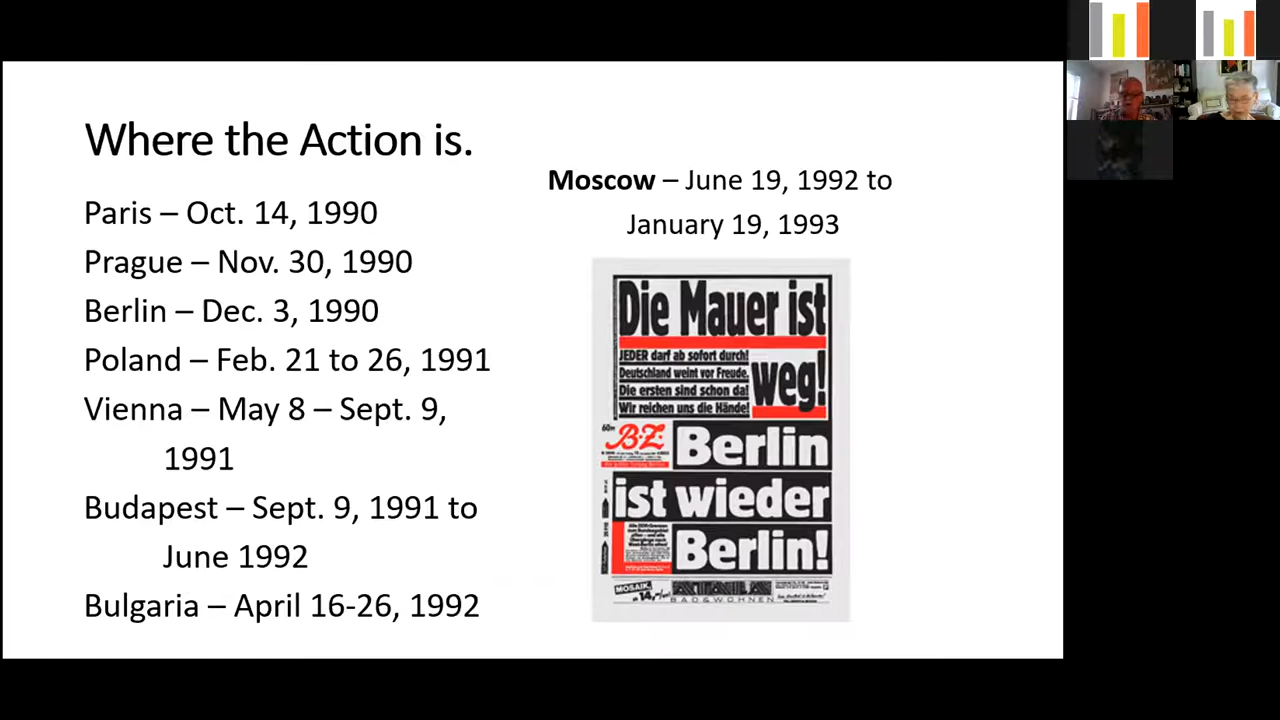 Where the Action is.
Paris – Oct. 14, 1990
Prague – Nov. 30, 1990
Berlin – Dec. 3, 1990
Poland – Feb. 21 to 26, 1991
Vienna – May 8 – Sept. 9,
1991
Budapest – Sept. 9, 1991 to
June 1992
Bulgaria – April 16-26, 1992
Moscow – June 19, 1992 to
January 19, 1993
Die Mauer ist
weg!
JEDER darf ab sofort durch!
Deutschland weint vor Freude.
Die ersten sind schon da!
Wir reichen uns die Hände!
B·Z·
Berlin
ist wieder
Berlin!
MOSAIK
14,
BAD & WOHNEN